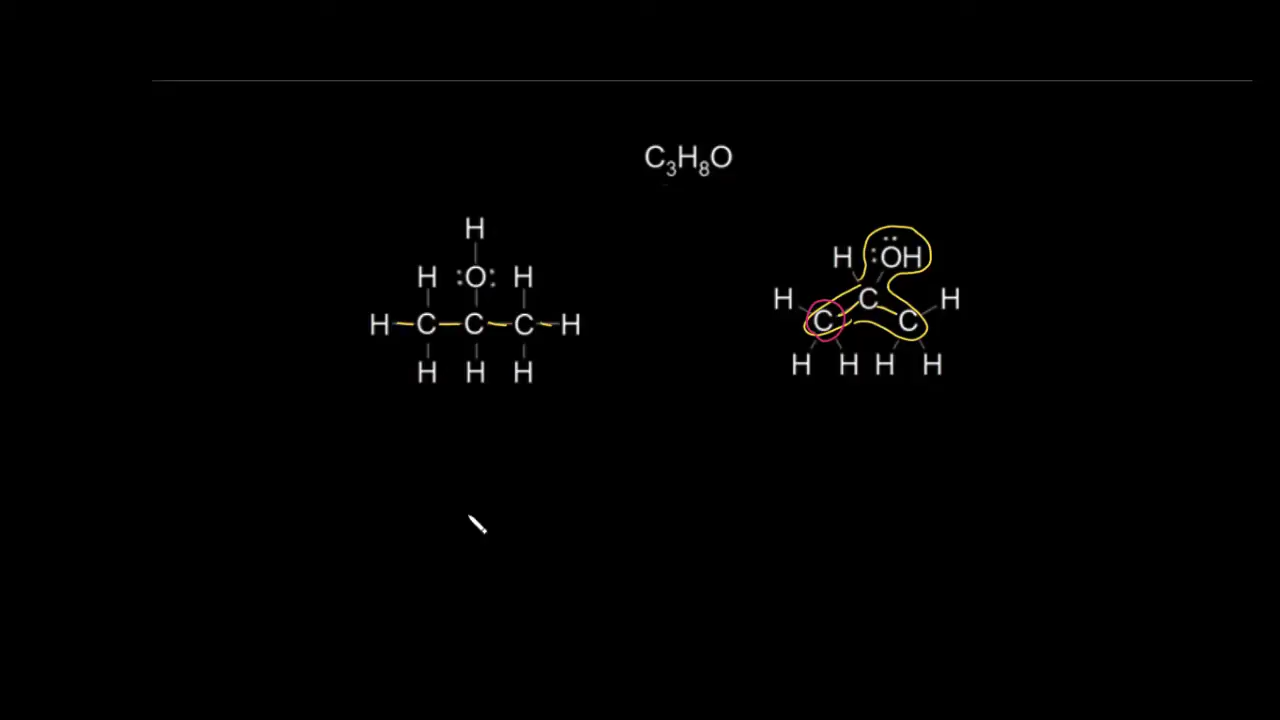 C₃H₈O
H
H :O: H
H C C C H
H H H
H :ÖH
H C H
C C
H H H H